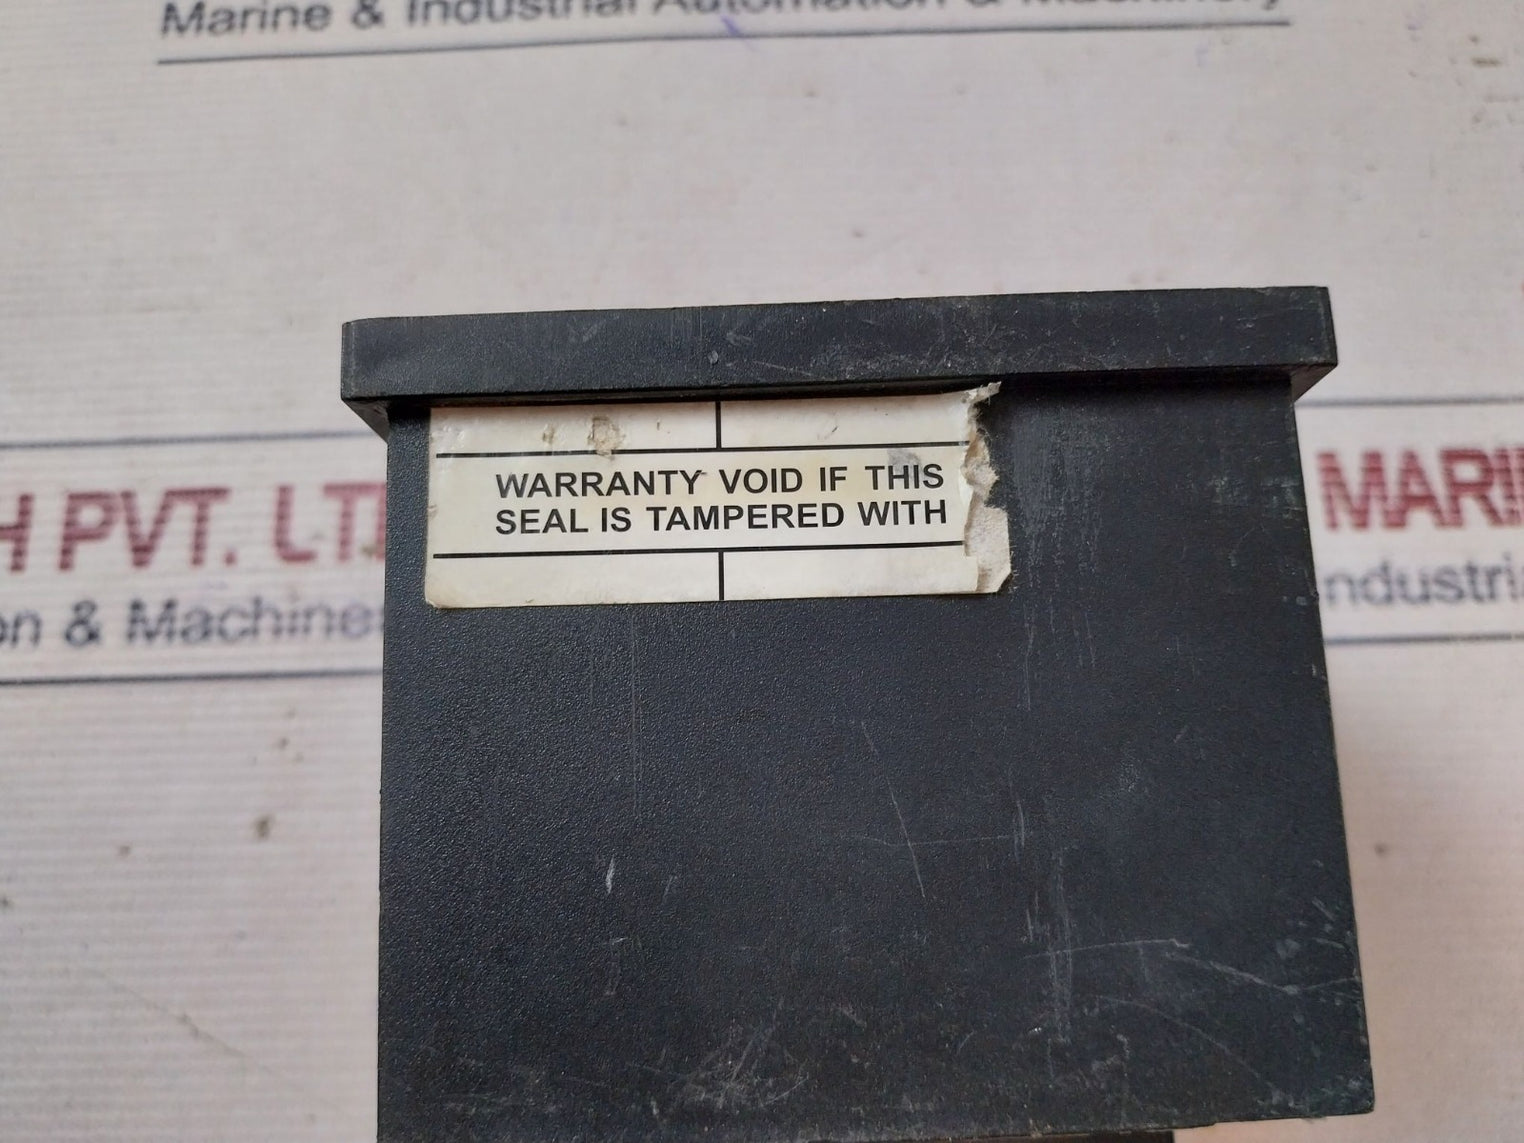 Marine & Industrial Automation & Machinery
WARRANTY VOID IF THIS
SEAL IS TAMPERED WITH
H PVT. LT
on & Machine
MARI
ndustri